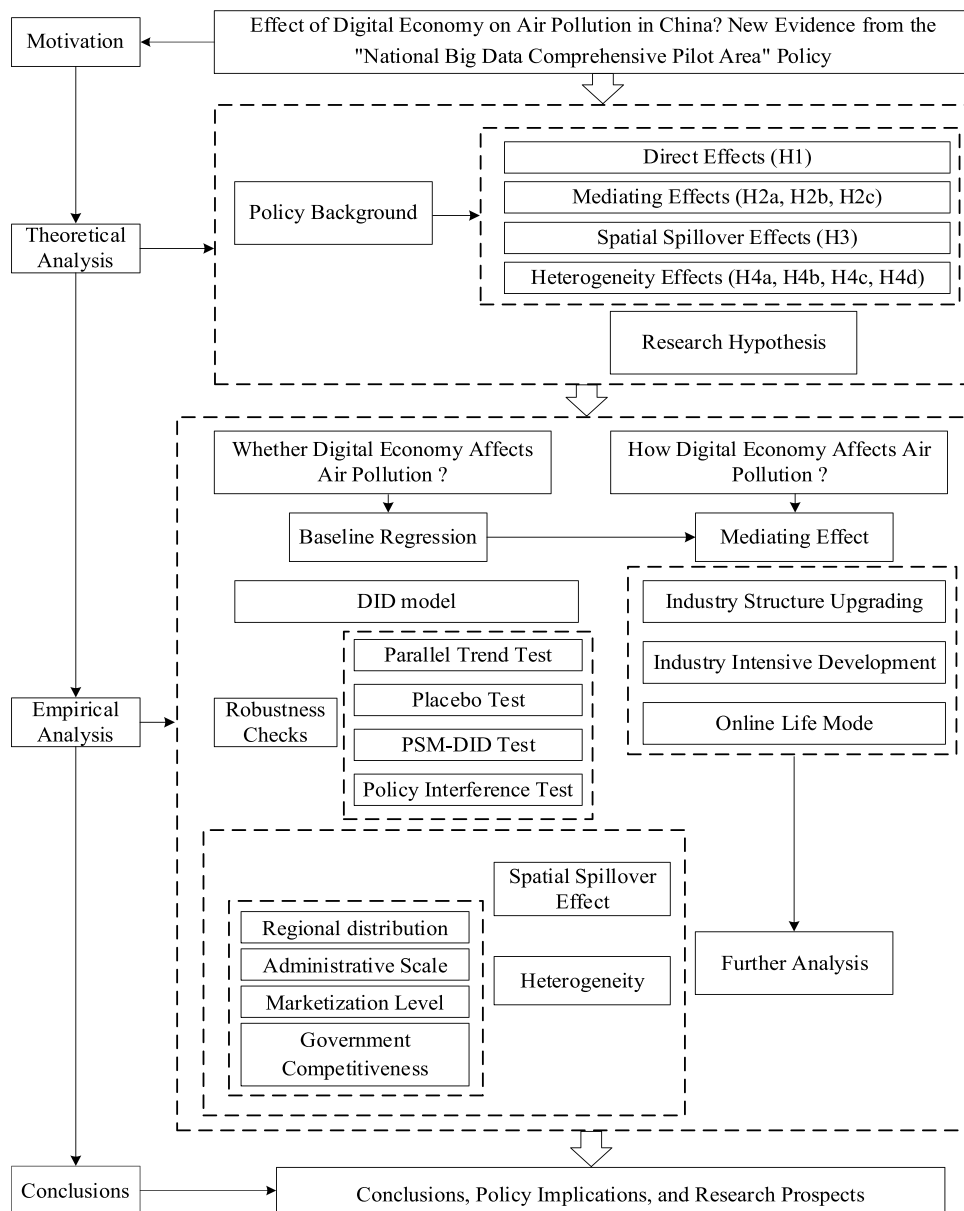 Motivation
Effect of Digital Economy on Air Pollution in China? New Evidence from the
"National Big Data Comprehensive Pilot Area" Policy
Theoretical
Analysis
Policy Background
Direct Effects (H1)
Mediating Effects (H2a, H2b, H2c)
Spatial Spillover Effects (H3)
Heterogeneity Effects (H4a, H4b, H4c, H4d)
Research Hypothesis
Whether Digital Economy Affects
Air Pollution ?
How Digital Economy Affects Air
Pollution ?
Baseline Regression
Mediating Effect
DID model
Industry Structure Upgrading
Industry Intensive Development
Online Life Mode
Empirical
Analysis
Robustness
Checks
Parallel Trend Test
Placebo Test
PSM-DID Test
Policy Interference Test
Spatial Spillover
Effect
Regional distribution
Administrative Scale
Marketization Level
Government
Competitiveness
Heterogeneity
Further Analysis
Conclusions
Conclusions, Policy Implications, and Research Prospects